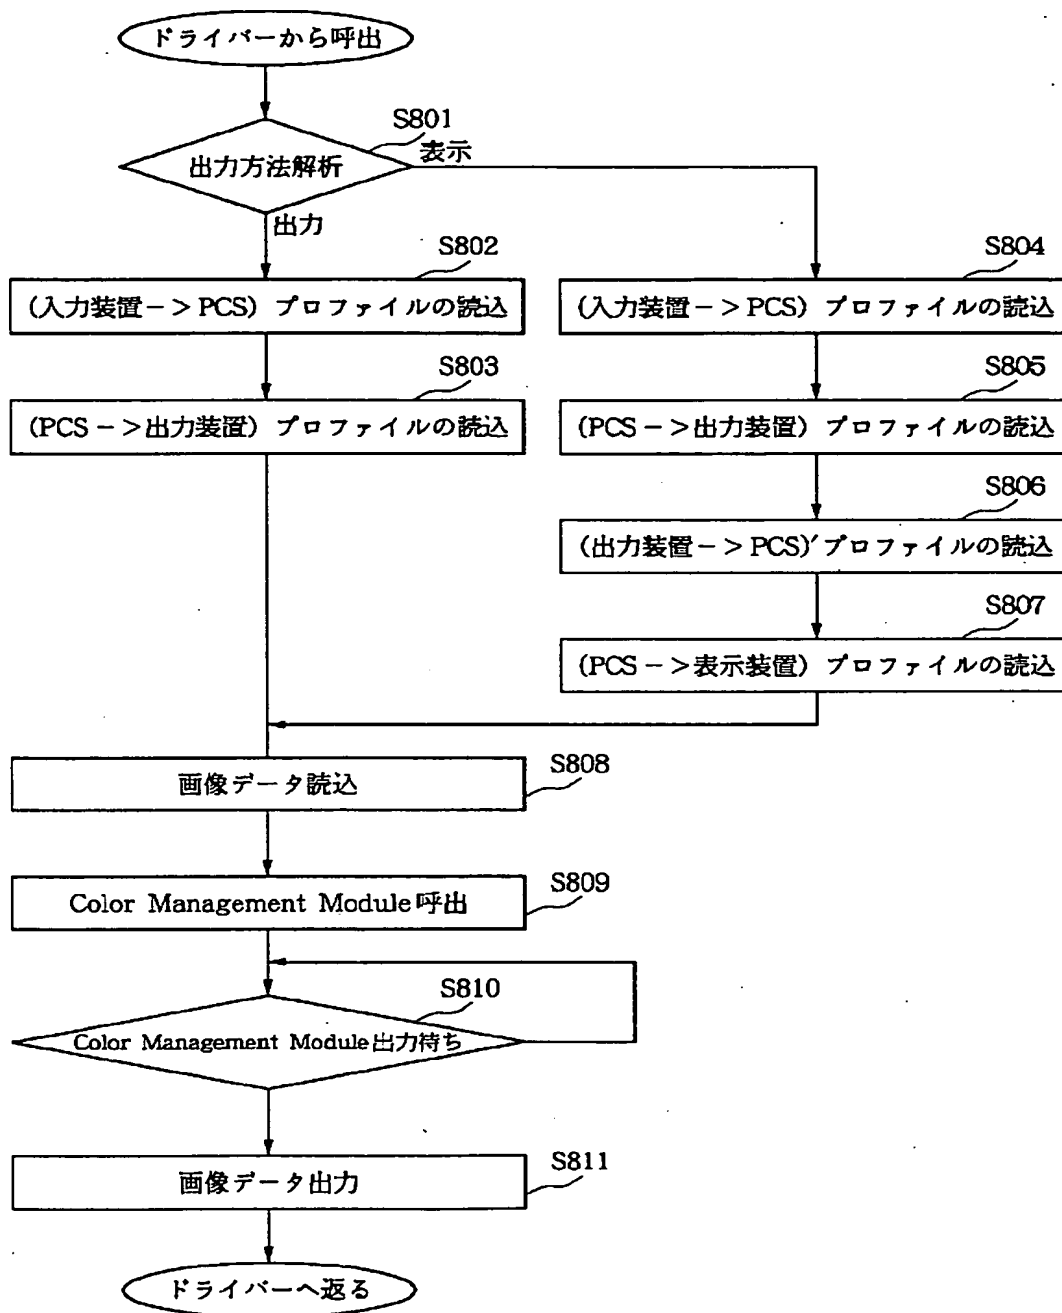 ドライバーから呼出
S801
出力方法解析
表示
出力
S802
(入力装置->PCS) プロファイルの読込
S803
(PCS->出力装置) プロファイルの読込
S804
(入力装置->PCS) プロファイルの読込
S805
(PCS->出力装置) プロファイルの読込
S806
(出力装置->PCS)′プロファイルの読込
S807
(PCS->表示装置) プロファイルの読込
画像データ読込
S808
Color Management Module呼出
S809
S810
Color Management Module出力待ち
画像データ出力
S811
ドライバーへ返る